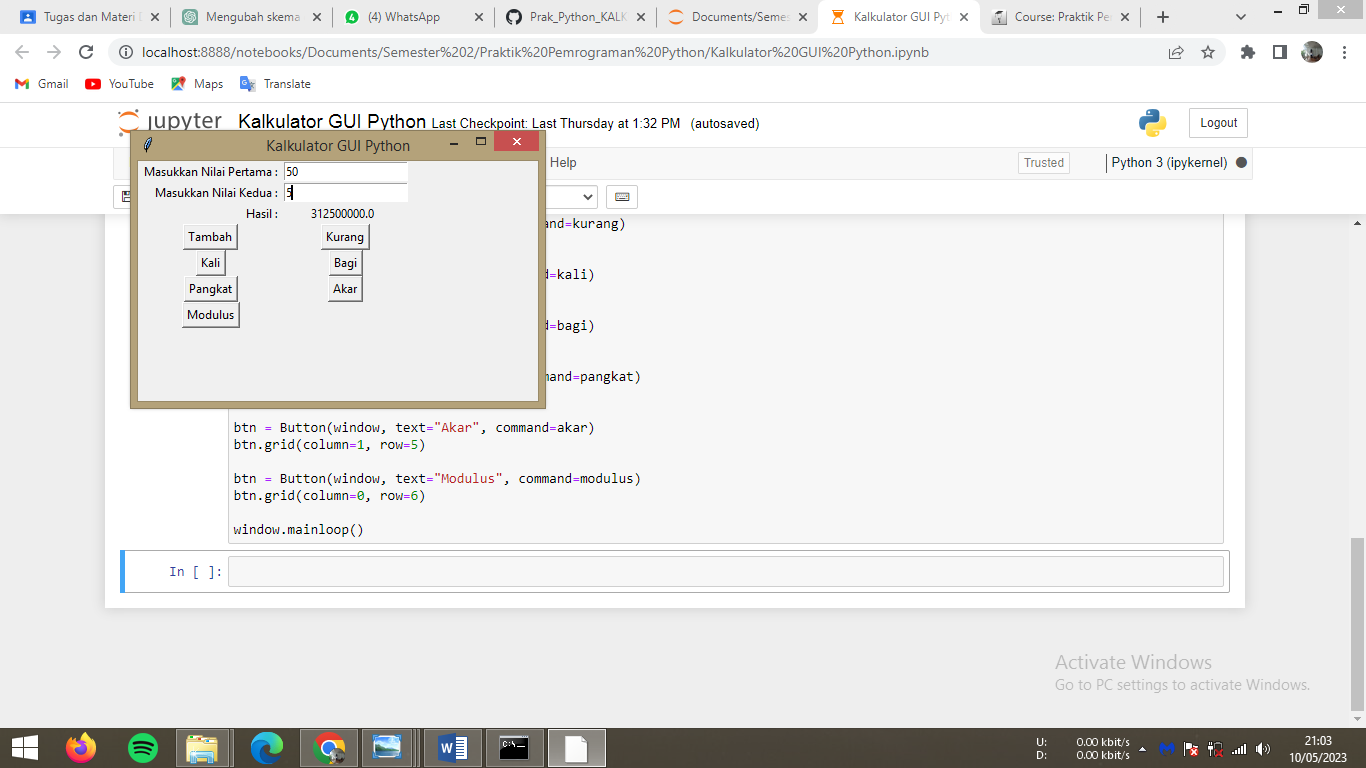 Tugas dan Materi
Mengubah skema
(4) WhatsApp
Prak_Python_KALK
Documents/Semes
Kalkulator GUI Pyt
Course: Praktik Pe
localhost:8888/notebooks/Documents/Semester%202/Praktik%20Pemrograman%20Python/Kalkulator%20GUI%20Python.ipynb
Gmail
YouTube
Maps
Translate
jupyter
Kalkulator GUI Python Last Checkpoint: Last Thursday at 1:32 PM (autosaved)
Logout
Help
Trusted
Python 3 (ipykernel)
Kalkulator GUI Python
Masukkan Nilai Pertama : 50
Masukkan Nilai Kedua : 5
Hasil : 312500000.0
Tambah Kurang
Kali Bagi
Pangkat Akar
Modulus
and=kurang)
d=kali)
d=bagi)
mand=pangkat)
btn = Button(window, text="Akar", command=akar)
btn.grid(column=1, row=5)
btn = Button(window, text="Modulus", command=modulus)
btn.grid(column=0, row=6)
window.mainloop()
In [ ]:
Activate Windows
Go to PC settings to activate Windows.
U: 0.00 kbit/s
D: 0.00 kbit/s
21:03
10/05/2023